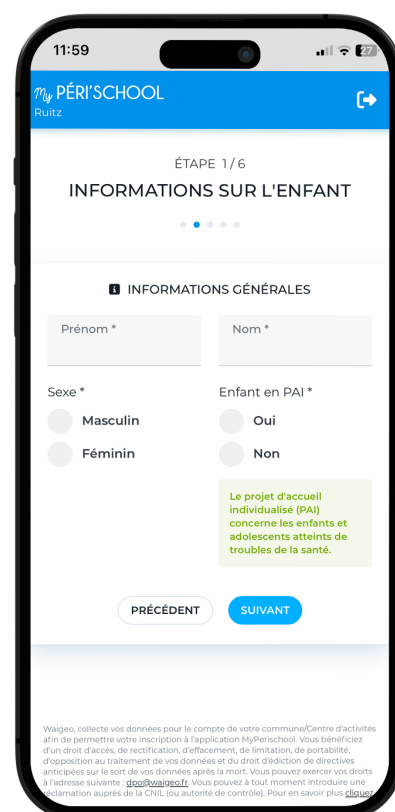 11:59
27
My PÉRI'SCHOOL
Ruitz
ÉTAPE 1/6
INFORMATIONS SUR L'ENFANT
INFORMATIONS GÉNÉRALES
Prénom *
Nom *
Sexe *
Enfant en PAI *
Masculin
Oui
Féminin
Non
Le projet d'accueil
individualisé (PAI)
concerne les enfants et
adolescents atteints de
troubles de la santé.
PRÉCÉDENT
SUIVANT
Waigeo, collecte vos données pour le compte de votre commune/Centre d'activités
afin de permettre votre inscription à l'application MyPerischool. Vous bénéficiez
d'un droit d'accès, de rectification, d'effacement, de limitation, de portabilité,
d'opposition au traitement de vos données et du droit d'édiction de directives
anticipées sur le sort de vos données après la mort. Vous pouvez exercer vos droits
à l'adresse suivante : dpo@waigeo.fr. Vous pouvez à tout moment introduire une
réclamation auprès de la CNIL (ou autorité de contrôle). Pour en savoir plus cliquez